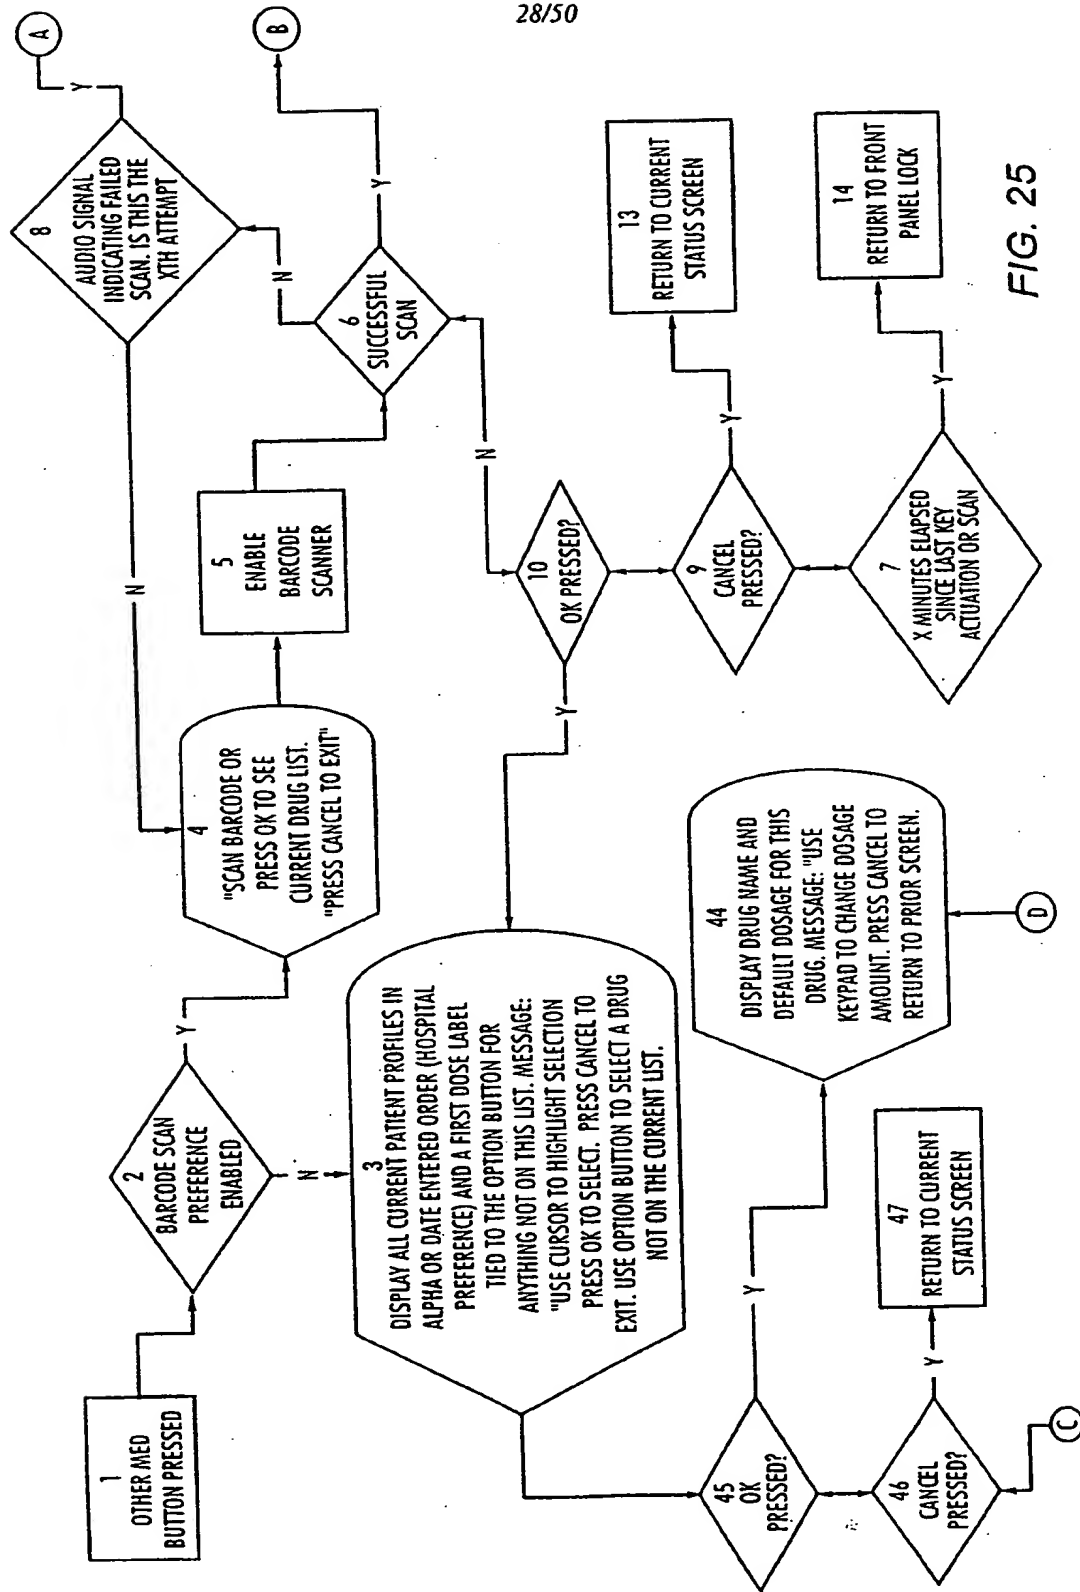 28/50
1
OTHER MED
BUTTON PRESSED
2
BARCODE SCAN
PREFERENCE
ENABLED
Y
N
4
"SCAN BARCODE OR
PRESS OK TO SEE
CURRENT DRUG LIST.
"PRESS CANCEL TO EXIT"
5
ENABLE
BARCODE
SCANNER
N
8
AUDIO SIGNAL
INDICATING FAILED
SCAN. IS THIS THE
XTH ATTEMPT
Y
A
6
SUCCESSFUL
SCAN
N
Y
B
3
DISPLAY ALL CURRENT PATIENT PROFILES IN
ALPHA OR DATE ENTERED ORDER (HOSPITAL
PREFERENCE) AND A FIRST DOSE LABEL
TIED TO THE OPTION BUTTON FOR
ANYTHING NOT ON THIS LIST. MESSAGE:
"USE CURSOR TO HIGHLIGHT SELECTION
PRESS OK TO SELECT. PRESS CANCEL TO
EXIT. USE OPTION BUTTON TO SELECT A DRUG
NOT ON THE CURRENT LIST.
Y
10
OK PRESSED?
N
9
CANCEL
PRESSED?
Y
13
RETURN TO CURRENT
STATUS SCREEN
7
X MINUTES ELAPSED
SINCE LAST KEY
ACTUATION OR SCAN
Y
14
RETURN TO FRONT
PANEL LOCK
45
OK
PRESSED?
Y
44
DISPLAY DRUG NAME AND
DEFAULT DOSAGE FOR THIS
DRUG. MESSAGE: "USE
KEYPAD TO CHANGE DOSAGE
AMOUNT. PRESS CANCEL TO
RETURN TO PRIOR SCREEN.
D
46
CANCEL
PRESSED?
Y
47
RETURN TO CURRENT
STATUS SCREEN
C
FIG. 25